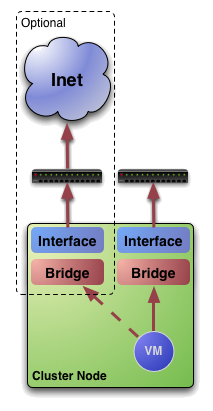 Optional
Inet
Interface
Interface
Bridge
Bridge
VM
Cluster Node